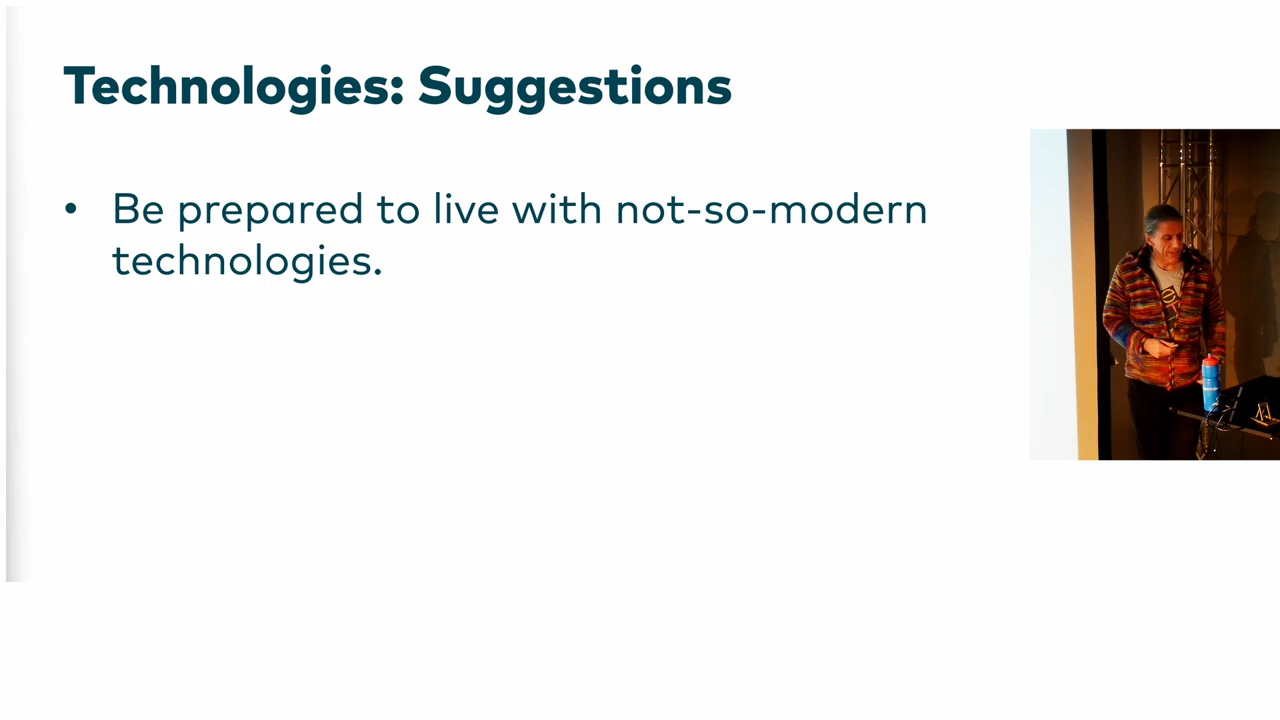 Technologies: Suggestions
• Be prepared to live with not-so-modern
technologies.